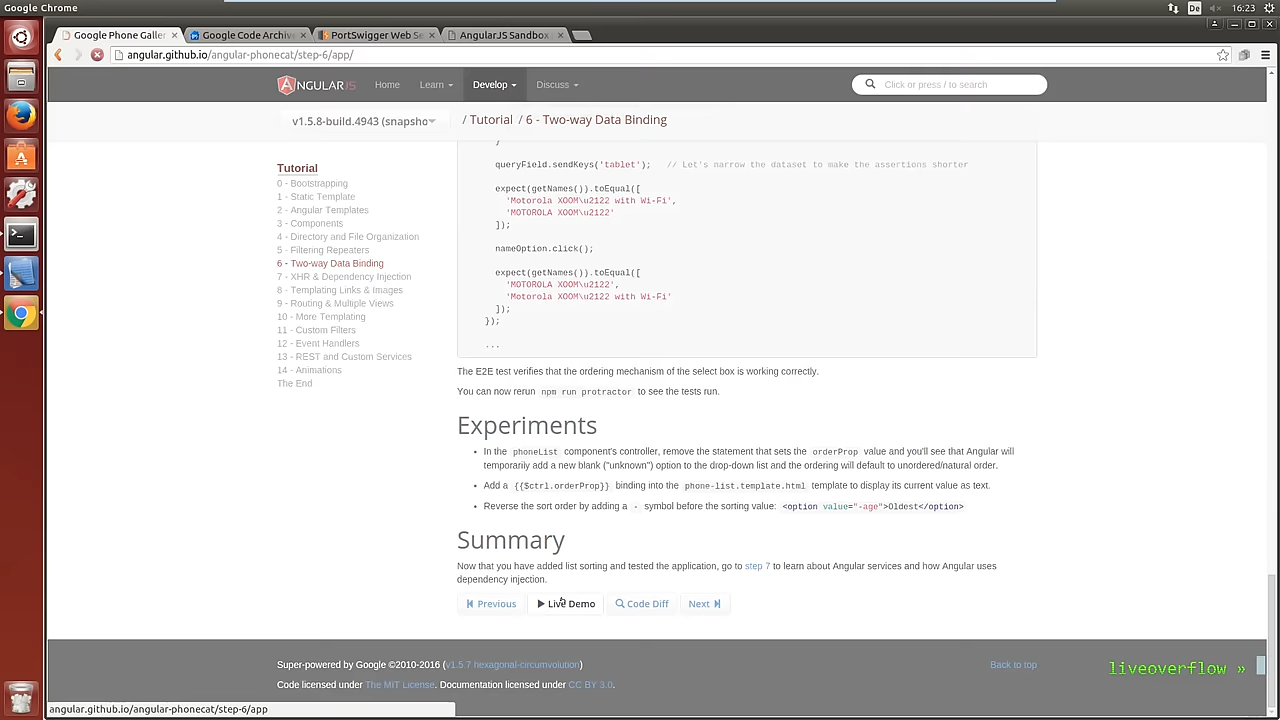 Google Chrome
De
16:23
Google Phone Galler
Google Code Archive
PortSwigger Web Se
AngularJS Sandbox
angular.github.io/angular-phonecat/step-6/app/
ANGULARJS
Home
Learn
Develop
Discuss
Click or press / to search
v1.5.8-build.4943 (snapsho
/ Tutorial / 6 - Two-way Data Binding
Tutorial
0 - Bootstrapping
1 - Static Template
2 - Angular Templates
3 - Components
4 - Directory and File Organization
5 - Filtering Repeaters
6 - Two-way Data Binding
7 - XHR & Dependency Injection
8 - Templating Links & Images
9 - Routing & Multiple Views
10 - More Templating
11 - Custom Filters
12 - Event Handlers
13 - REST and Custom Services
14 - Animations
The End
}
queryField.sendKeys('tablet');   // Let's narrow the dataset to make the assertions shorter
expect(getNames()).toEqual([
'Motorola XOOM\u2122 with Wi-Fi',
'MOTOROLA XOOM\u2122'
]);
nameOption.click();
expect(getNames()).toEqual([
'MOTOROLA XOOM\u2122',
'Motorola XOOM\u2122 with Wi-Fi'
]);
});
...
The E2E test verifies that the ordering mechanism of the select box is working correctly.
You can now rerun npm run protractor to see the tests run.
Experiments
• In the phoneList component's controller, remove the statement that sets the orderProp value and you'll see that Angular will
temporarily add a new blank ("unknown") option to the drop-down list and the ordering will default to unordered/natural order.
• Add a {{$ctrl.orderProp}} binding into the phone-list.template.html template to display its current value as text.
• Reverse the sort order by adding a - symbol before the sorting value: <option value="-age">Oldest</option>
Summary
Now that you have added list sorting and tested the application, go to step 7 to learn about Angular services and how Angular uses
dependency injection.
Previous
Live Demo
Code Diff
Next
Super-powered by Google ©2010-2016 (v1.5.7 hexagonal-circumvolution)
Back to top
Code licensed under The MIT License. Documentation licensed under CC BY 3.0.
liveoverflow »
angular.github.io/angular-phonecat/step-6/app